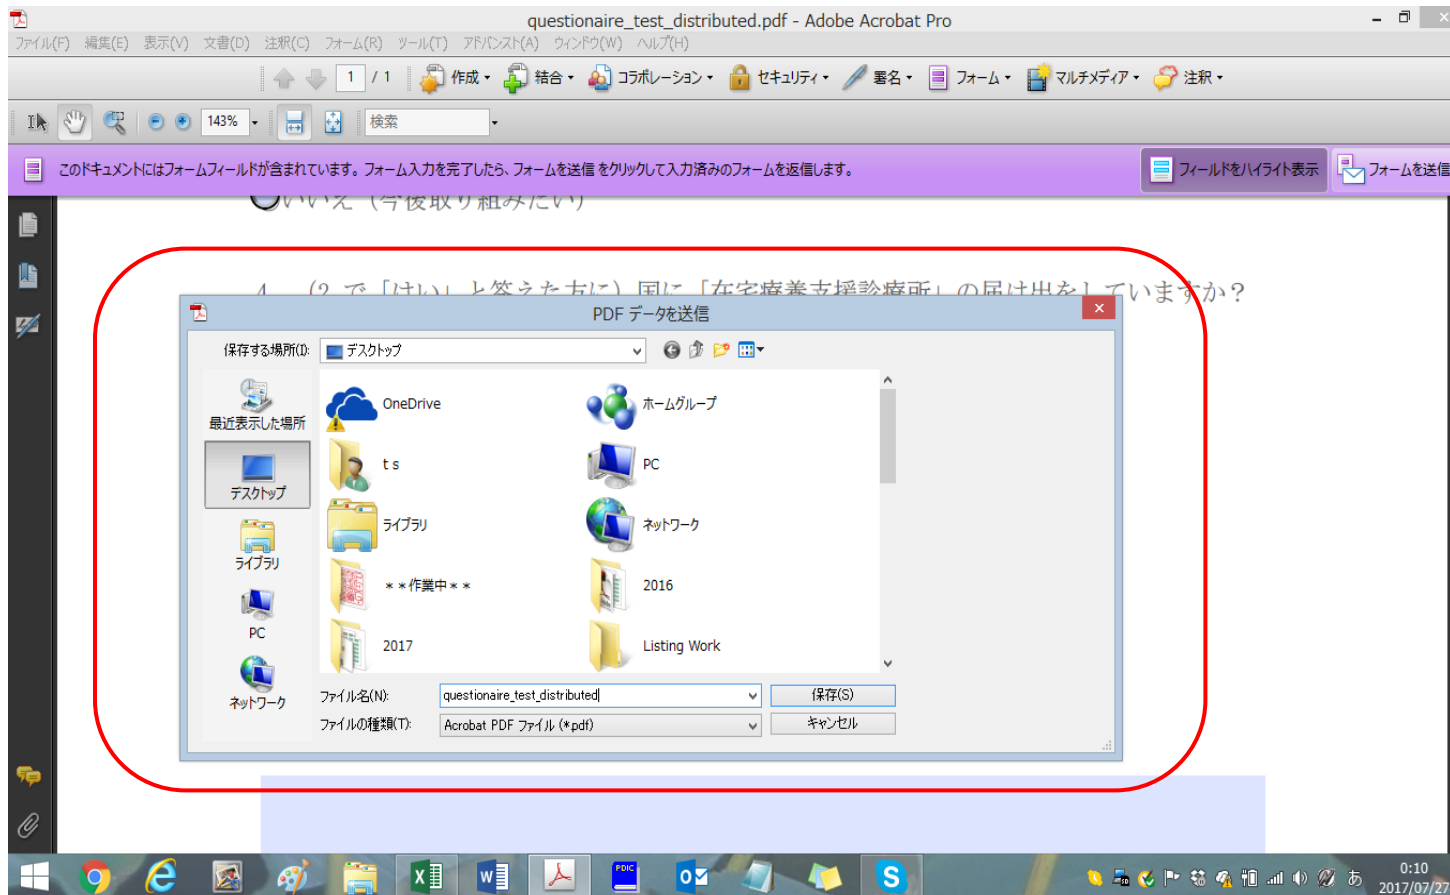 questionaire_test_distributed.pdf - Adobe Acrobat Pro
ファイル(F) 編集(E) 表示(V) 文書(D) 注釈(C) フォーム(R) ツール(T) アドバンスト(A) ウィンドウ(W) ヘルプ(H)
1 / 1 作成 結合 コラボレーション セキュリティ 署名 フォーム マルチメディア 注釈
143% 検索
このドキュメントにはフォームフィールドが含まれています。フォーム入力を完了したら、フォームを送信 をクリックして入力済みのフォームを返信します。 フィールドをハイライト表示 フォームを送信
いいえ（今後取り組みたい）
4. （2.で「はい」と答えた方に）国に「在宅療養支援診療所」の届け出をしていますか？
PDF データを送信
保存する場所(I): デスクトップ
最近表示した場所
デスクトップ
ライブラリ
PC
ネットワーク
OneDrive ホームグループ
t s PC
ライブラリ ネットワーク
＊＊作業中＊＊ 2016
2017 Listing Work
ファイル名(N): questionaire_test_distributed 保存(S)
ファイルの種類(T): Acrobat PDF ファイル (*.pdf) キャンセル
PDIC
あ
0:10
2017/07/27